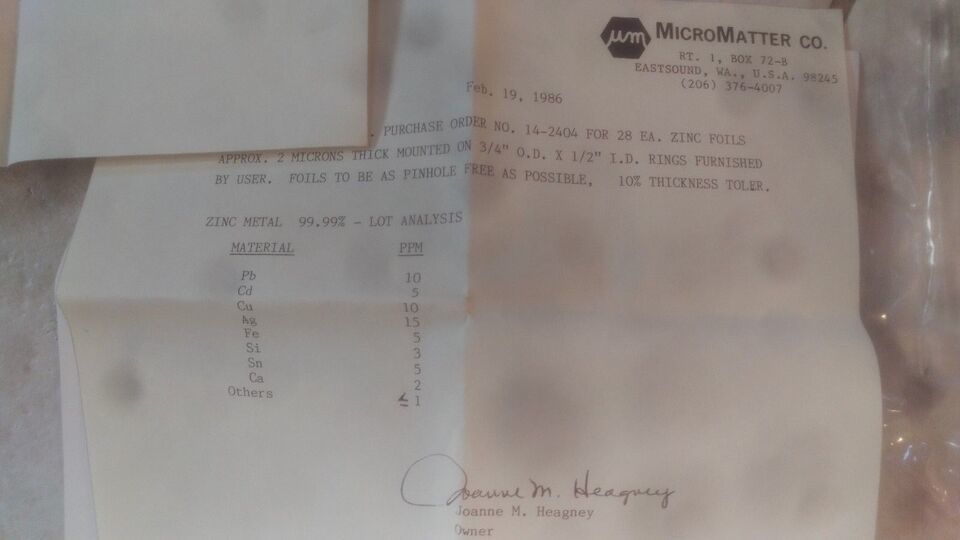 µm MICROMATTER CO.
RT. 1, BOX 72-B
EASTSOUND, WA., U.S.A. 98245
(206) 376-4007
Feb. 19, 1986
. PURCHASE ORDER NO. 14-2404 FOR 28 EA. ZINC FOILS
APPROX. 2 MICRONS THICK MOUNTED ON 3/4" O.D. X 1/2" I.D. RINGS FURNISHED
BY USER. FOILS TO BE AS PINHOLE FREE AS POSSIBLE, 10% THICKNESS TOLER.
ZINC METAL 99.99% - LOT ANALYSIS
MATERIAL PPM
Pb 10
Cd 5
Cu 10
Ag 15
Fe 5
Si 3
Sn 5
Ca 2
Others ≤ 1
Joanne M. Heagney
Joanne M. Heagney
Owner